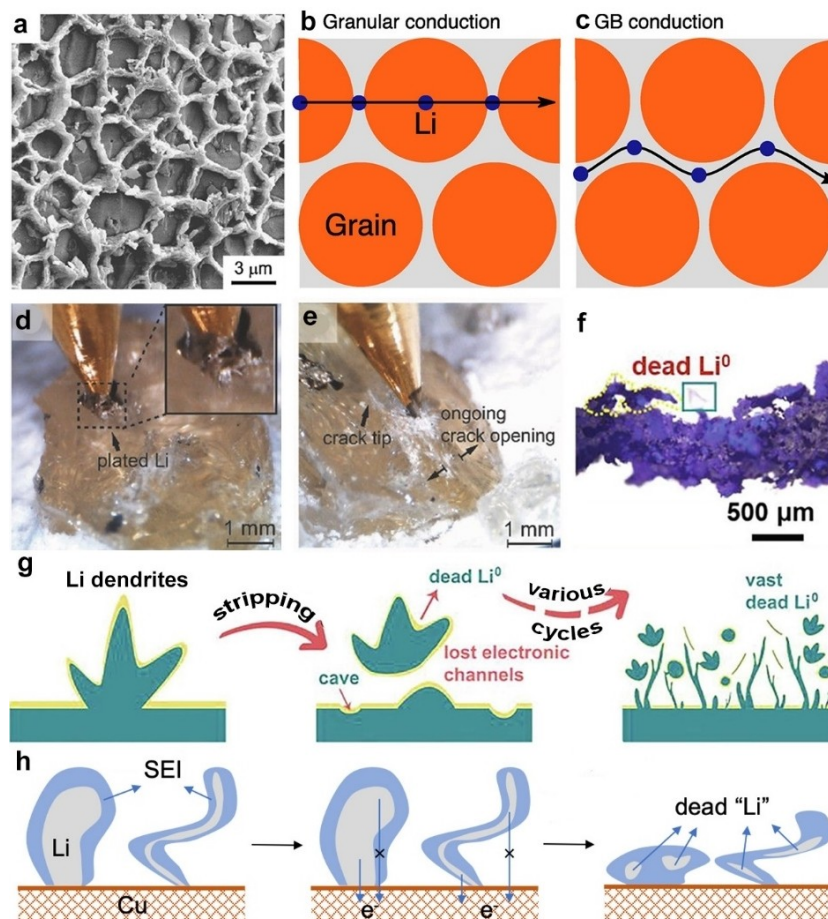 a
3 μm
b Granular conduction
Li
Grain
c GB conduction
d
plated Li
1 mm
e
crack tip
ongoing
crack opening
1 mm
f
dead Li⁰
500 μm
g
Li dendrites
stripping
dead Li⁰
lost electronic
channels
cave
various
cycles
vast
dead Li⁰
h
SEI
Li
Cu
×
×
e⁻
e⁻
dead "Li"